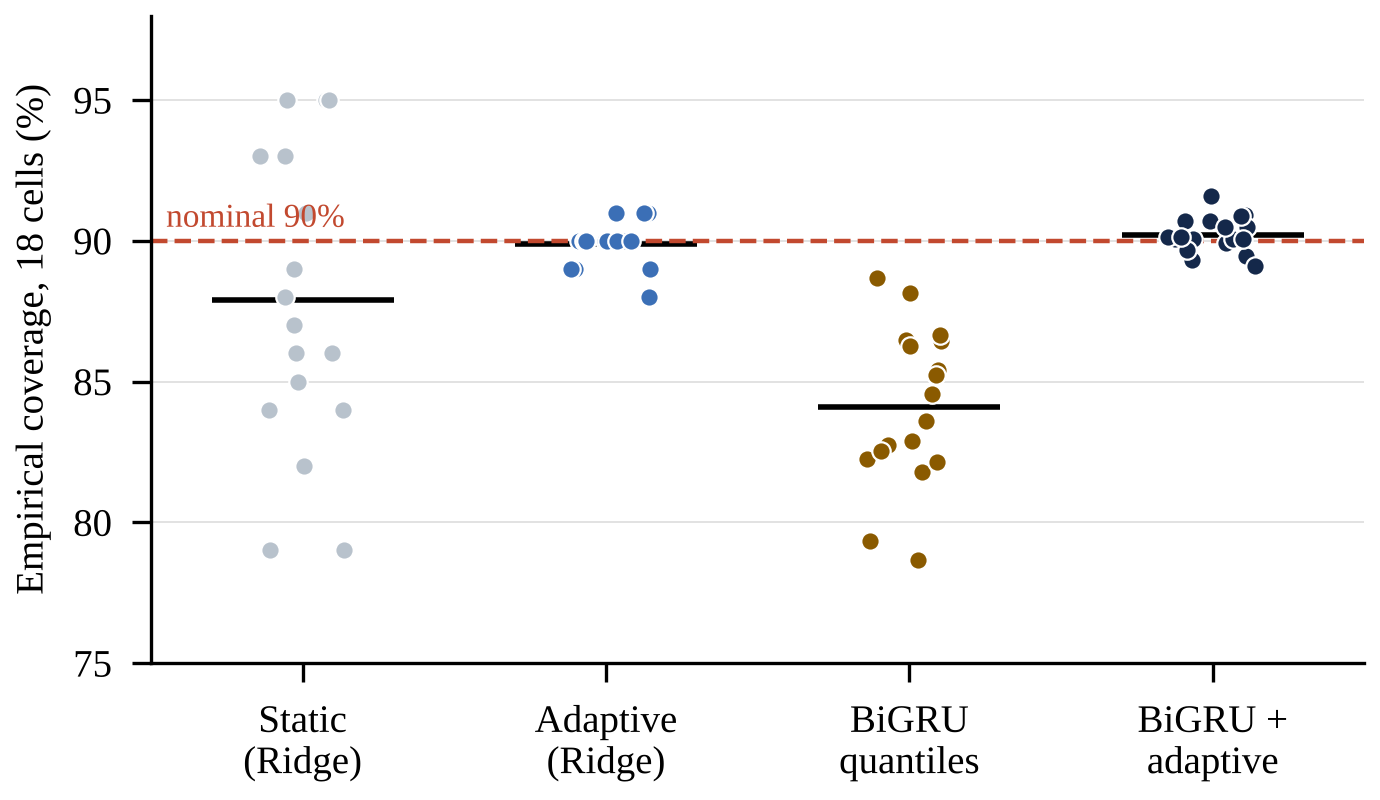 Empirical coverage, 18 cells (%)
95
90
85
80
75
nominal 90%
Static
(Ridge)
Adaptive
(Ridge)
BiGRU
quantiles
BiGRU +
adaptive